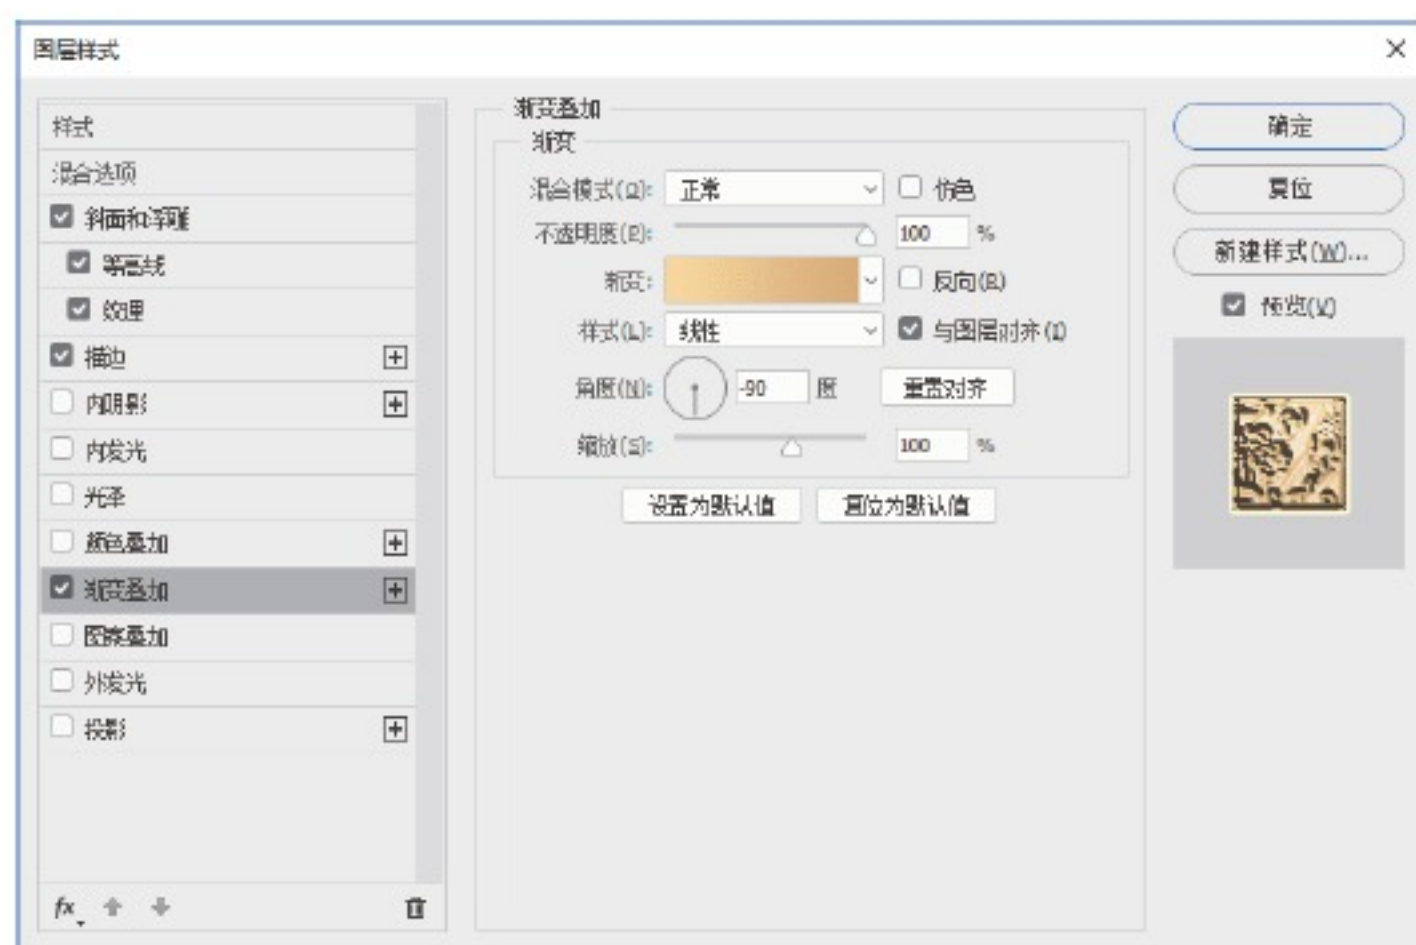 图层样式
样式
混合选项
斜面和浮雕
等高线
纹理
描边
内阴影
内发光
光泽
颜色叠加
渐变叠加
图案叠加
外发光
投影
fx
渐变叠加
渐变
混合模式(O): 正常 仿色
不透明度(P): 100 %
渐变: 反向(R)
样式(L): 线性 与图层对齐(I)
角度(N): -90 度 重置对齐
缩放(S): 100 %
设置为默认值 复位为默认值
确定
复位
新建样式(W)...
预览(V)